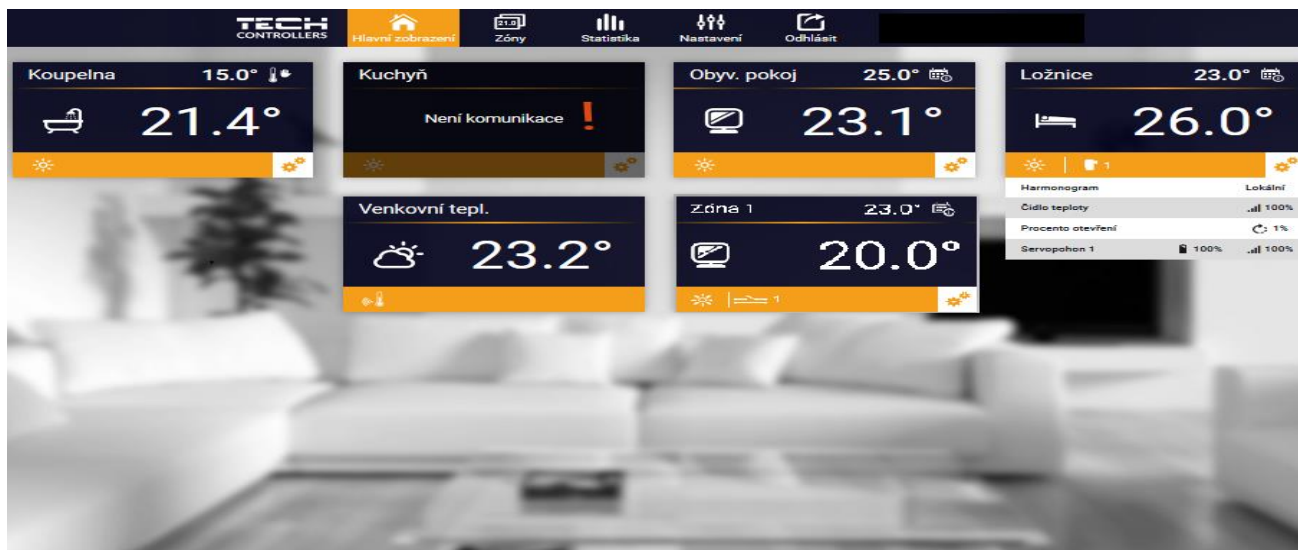 TECH
CONTROLLERS
Hlavní zobrazení
21.0
Zóny
Statistika
Nastavení
Odhlásit
Koupelna 15.0°
21.4°
Kuchyň
Není komunikace !
Obyv. pokoj 25.0°
23.1°
Ložnice 23.0°
26.0°
1
Harmonogram Lokální
Čidlo teploty 100%
Procento otevření 1%
Servopohon 1 100% 100%
Venkovní tepl.
23.2°
Zóna 1 23.0°
20.0°
1